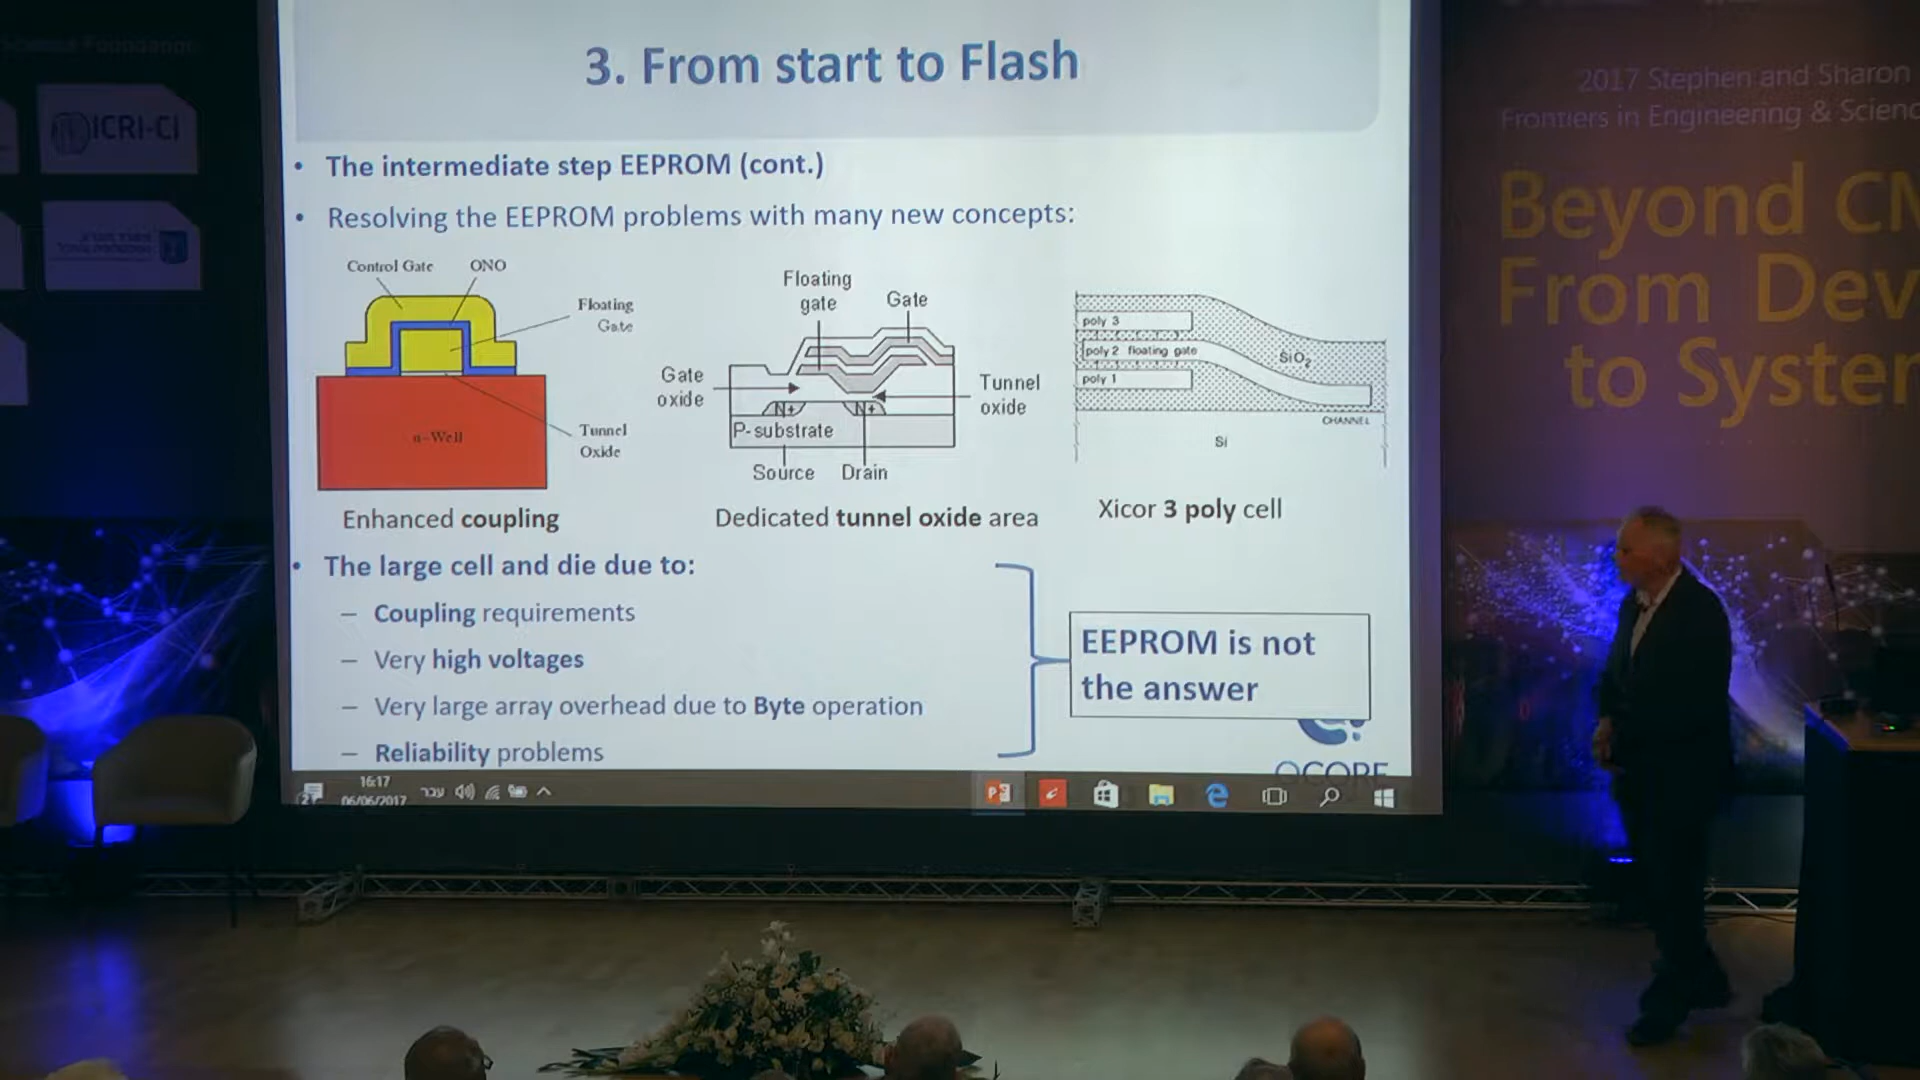 3. From start to Flash
• The intermediate step EEPROM (cont.)
• Resolving the EEPROM problems with many new concepts:
Control Gate
ONO
Floating
Gate
n-Well
Tunnel
Oxide
Enhanced coupling
Floating
gate
Gate
Gate
oxide
Tunnel
oxide
N+
N+
P-substrate
Source
Drain
Dedicated tunnel oxide area
poly 3
poly 2 floating gate
poly 1
SiO2
CHANNEL
Si
Xicor 3 poly cell
• The large cell and die due to:
– Coupling requirements
– Very high voltages
– Very large array overhead due to Byte operation
– Reliability problems
EEPROM is not
the answer
QCORE
16:17
06/06/2017
עבר
ICRI-CI
2017 Stephen and Sharon
Frontiers in Engineering & Scienc
Beyond CM
From Dev
to System